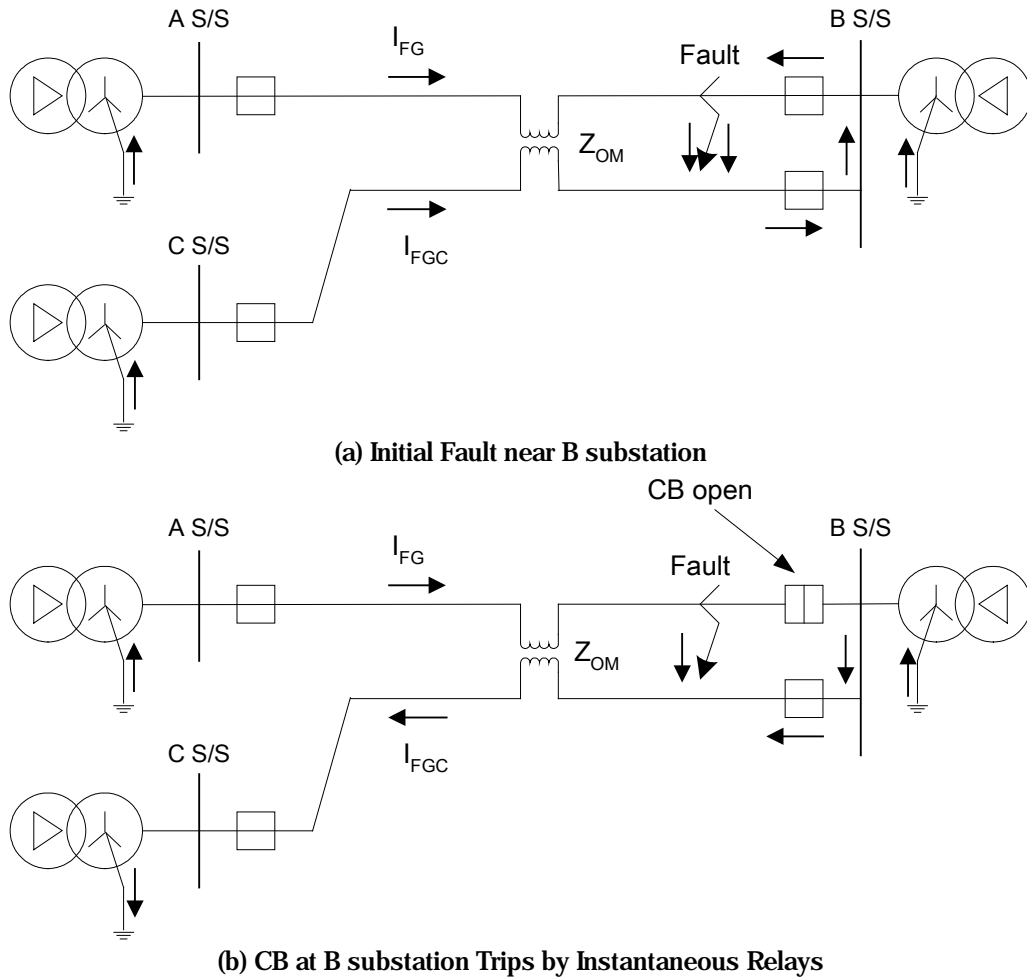 A S/S
I_FG
Fault
B S/S
Z_OM
C S/S
I_FGC
(a) Initial Fault near B substation
CB open
A S/S
I_FG
Fault
B S/S
Z_OM
C S/S
I_FGC
(b) CB at B substation Trips by Instantaneous Relays